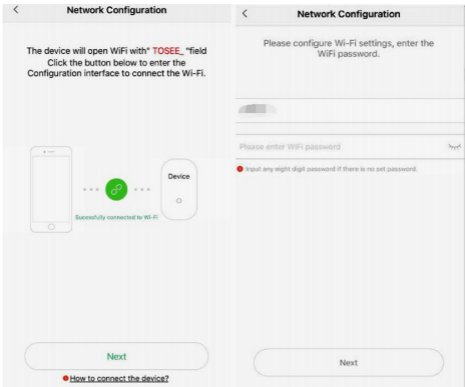 Network Configuration
The device will open WiFi with" TOSEE_ "field
Click the button below to enter the
Configuration interface to connect the Wi-Fi.
Device
Sucessfully connected to Wi-Fi
Next
How to connect the device?
Network Configuration
Please configure Wi-Fi settings, enter the
WiFi password.
Please enter WiFi password
Input any eight digit password if there is no set password.
Next